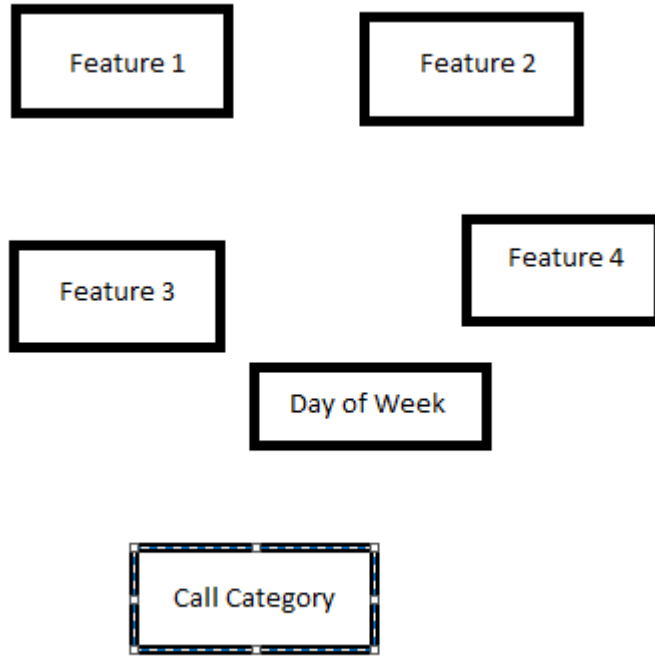 Feature 1
Feature 2
Feature 3
Feature 4
Day of Week
Call Category